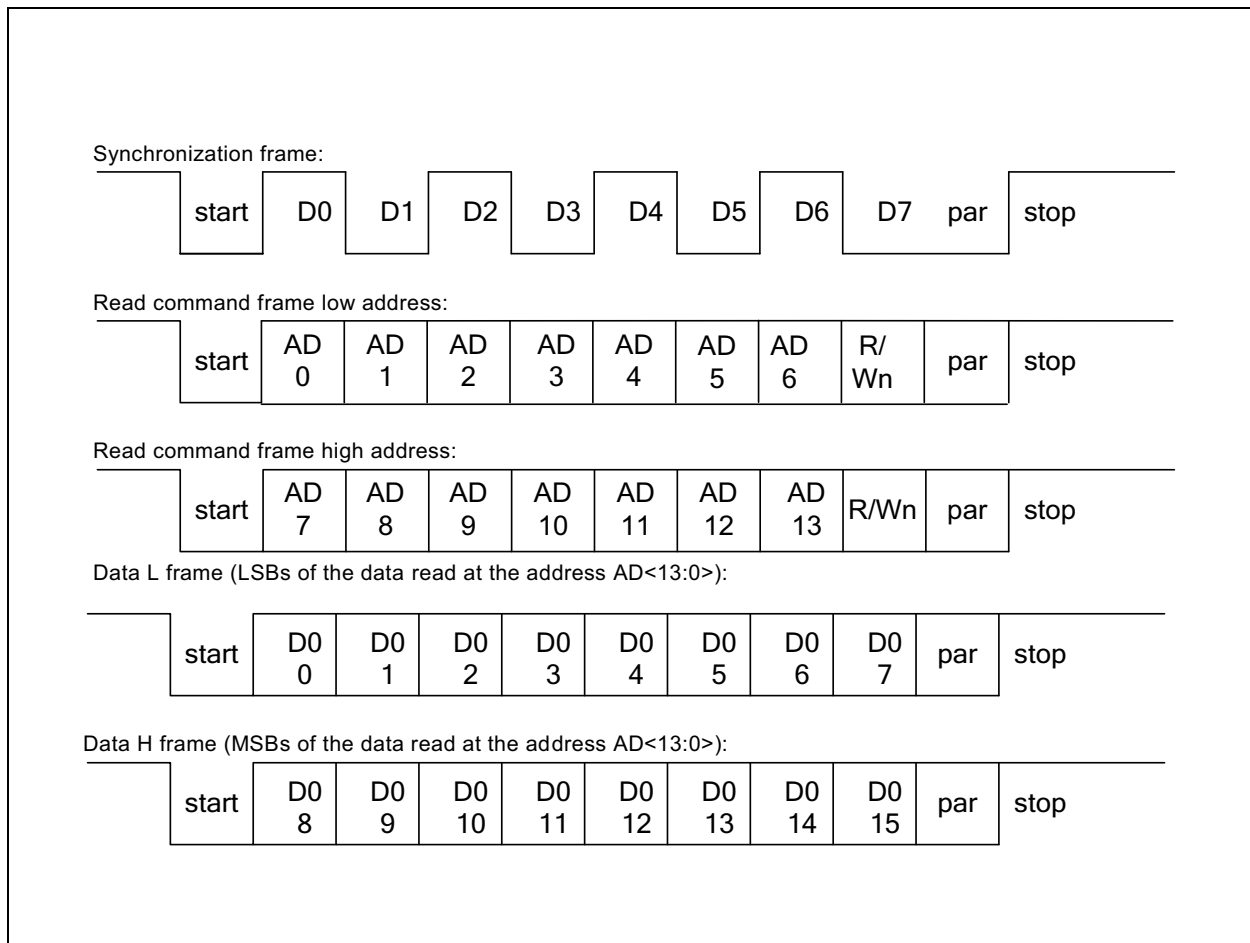 Synchronization frame:
start D0 D1 D2 D3 D4 D5 D6 D7 par stop
Read command frame low address:
start AD 0 AD 1 AD 2 AD 3 AD 4 AD 5 AD 6 R/Wn par stop
Read command frame high address:
start AD 7 AD 8 AD 9 AD 10 AD 11 AD 12 AD 13 R/Wn par stop
Data L frame (LSBs of the data read at the address AD<13:0>):
start D0 0 D0 1 D0 2 D0 3 D0 4 D0 5 D0 6 D0 7 par stop
Data H frame (MSBs of the data read at the address AD<13:0>):
start D0 8 D0 9 D0 10 D0 11 D0 12 D0 13 D0 14 D0 15 par stop